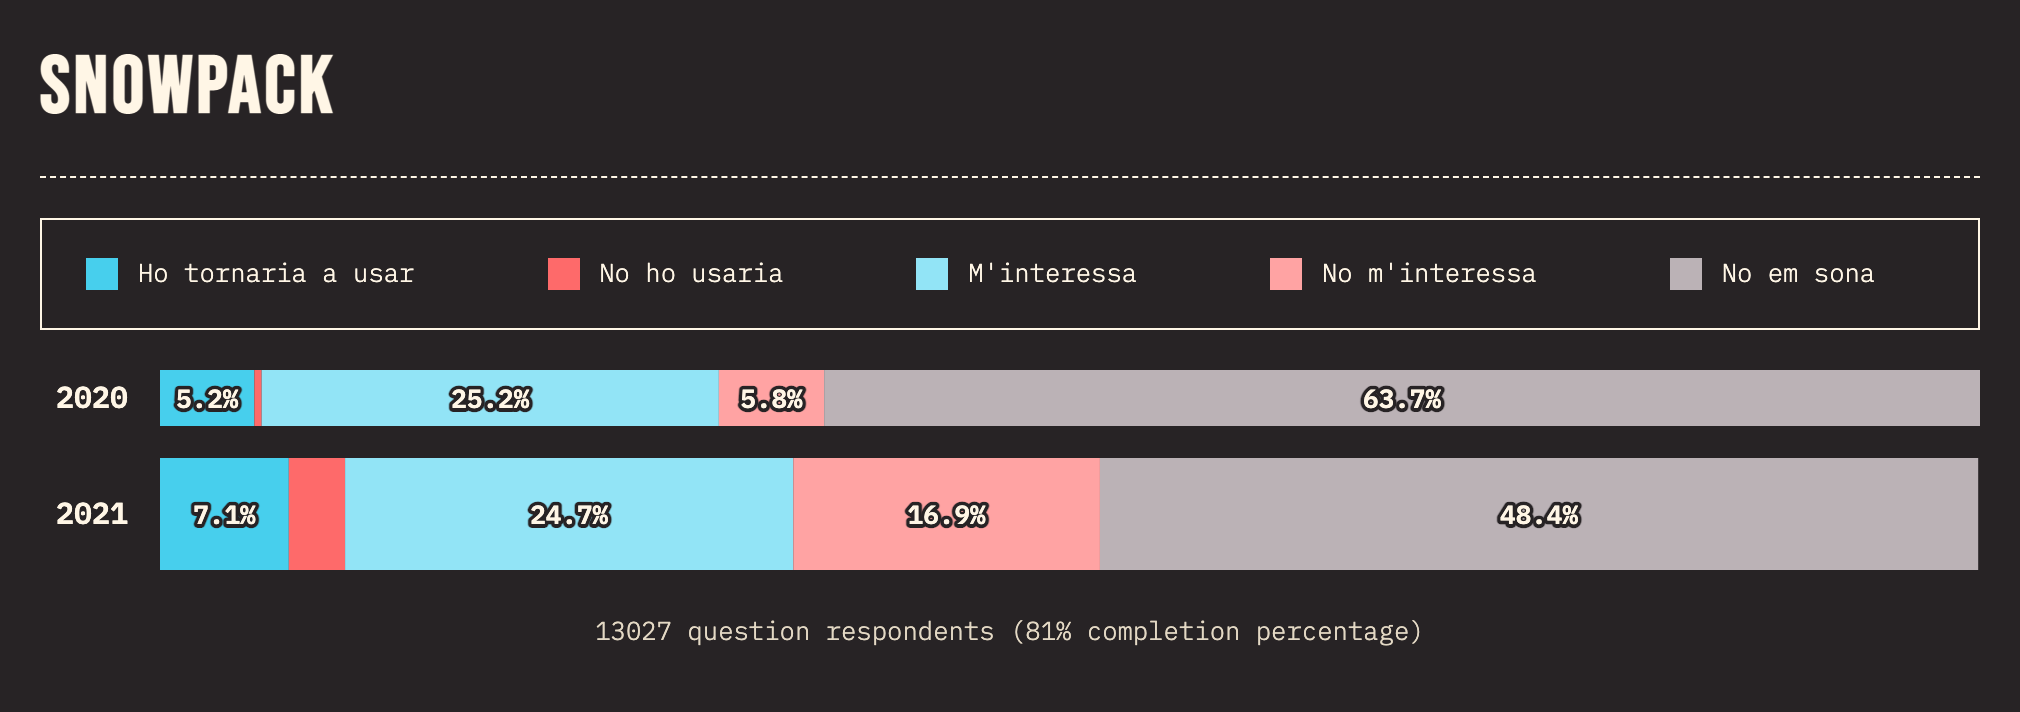 SNOWPACK
Ho tornaria a usar No ho usaria M'interessa No m'interessa No em sona
2020 5.2% 25.2% 5.8% 63.7%
2021 7.1% 24.7% 16.9% 48.4%
13027 question respondents (81% completion percentage)